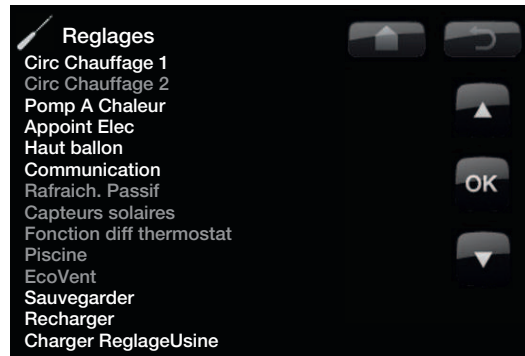 Reglages
Circ Chauffage 1
Circ Chauffage 2
Pomp A Chaleur
Appoint Elec
Haut ballon
Communication
OK
Rafraich. Passif
Capteurs solaires
Fonction diff thermostat
Piscine
EcoVent
Sauvegarder
Recharger
Charger ReglageUsine